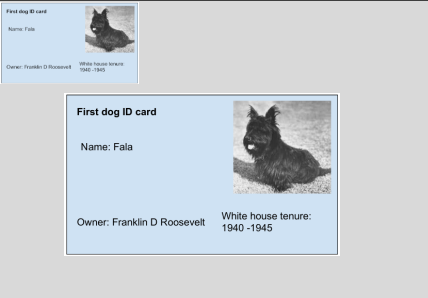 First dog ID card
Name: Fala
Owner: Franklin D Roosevelt
White house tenure:
1940 -1945
First dog ID card
Name: Fala
Owner: Franklin D Roosevelt
White house tenure:
1940 -1945